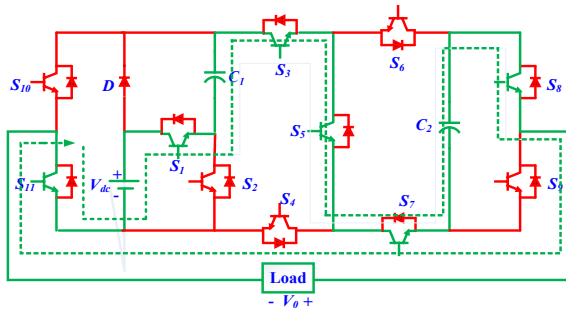 S3
S6
S10
D
C1
S8
S5
C2
S1
S11
Vdc
+
-
S2
S4
S7
S9
Load
- V0 +